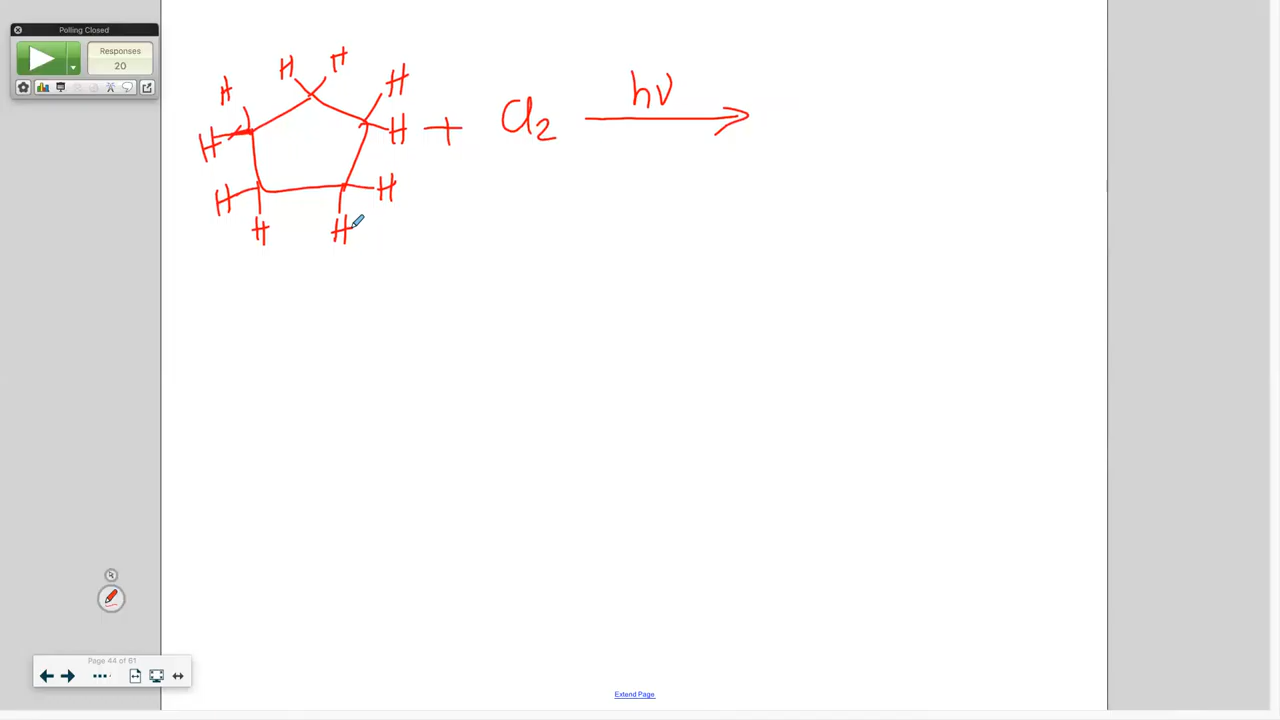 Polling Closed
Responses
20
H H
H H
H H + Cl2 hν
H H
H H
Page 44 of 61
Extend Page